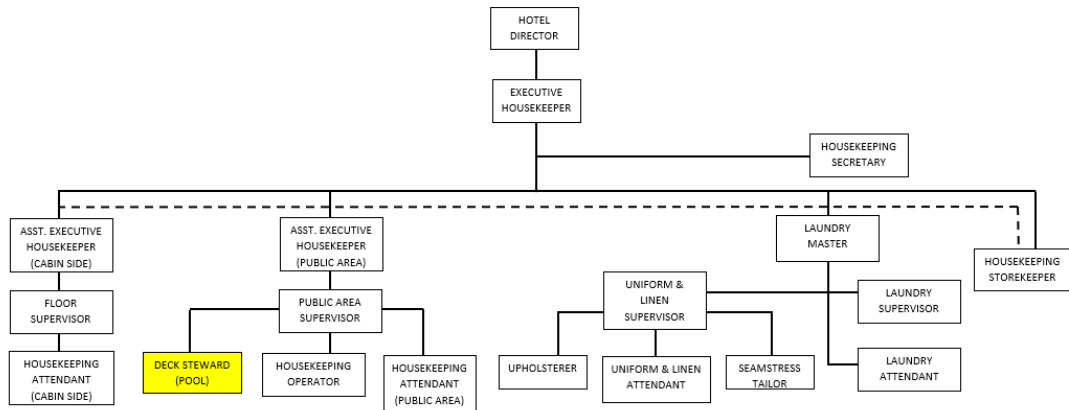 HOTEL
DIRECTOR
EXECUTIVE
HOUSEKEEPER
HOUSEKEEPING
SECRETARY
ASST. EXECUTIVE
HOUSEKEEPER
(CABIN SIDE)
ASST. EXECUTIVE
HOUSEKEEPER
(PUBLIC AREA)
LAUNDRY
MASTER
HOUSEKEEPING
STOREKEEPER
FLOOR
SUPERVISOR
PUBLIC AREA
SUPERVISOR
UNIFORM &
LINEN
SUPERVISOR
LAUNDRY
SUPERVISOR
HOUSEKEEPING
ATTENDANT
(CABIN SIDE)
DECK STEWARD
(POOL)
HOUSEKEEPING
OPERATOR
HOUSEKEEPING
ATTENDANT
(PUBLIC AREA)
UPHOLSTERER
UNIFORM & LINEN
ATTENDANT
SEAMSTRESS
TAILOR
LAUNDRY
ATTENDANT